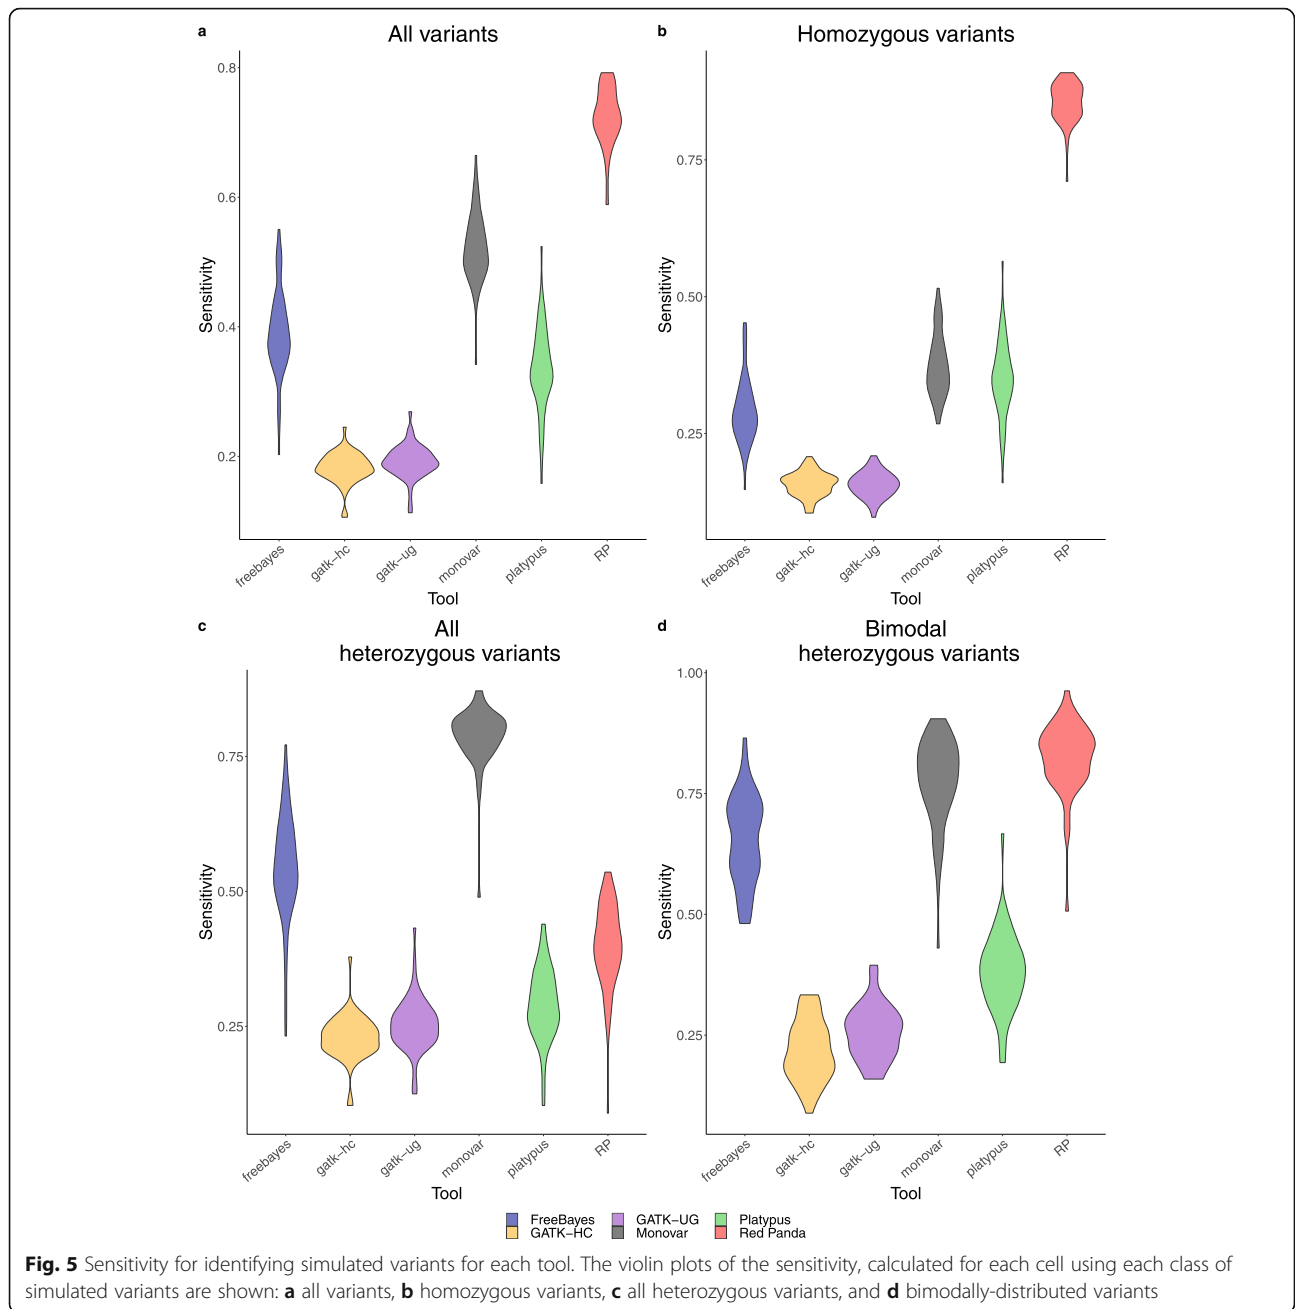 a
All variants
0.8
0.6
0.4
0.2
Sensitivity
freebayes
gatk−hc
gatk−ug
monovar
platypus
RP
Tool
b
Homozygous variants
0.75
0.50
0.25
Sensitivity
freebayes
gatk−hc
gatk−ug
monovar
platypus
RP
Tool
c
All
heterozygous variants
0.75
0.50
0.25
Sensitivity
freebayes
gatk−hc
gatk−ug
monovar
platypus
RP
Tool
d
Bimodal
heterozygous variants
1.00
0.75
0.50
0.25
Sensitivity
freebayes
gatk−hc
gatk−ug
monovar
platypus
RP
Tool
FreeBayes GATK−UG Platypus
GATK−HC Monovar Red Panda
Fig. 5 Sensitivity for identifying simulated variants for each tool. The violin plots of the sensitivity, calculated for each cell using each class of
simulated variants are shown: a all variants, b homozygous variants, c all heterozygous variants, and d bimodally-distributed variants